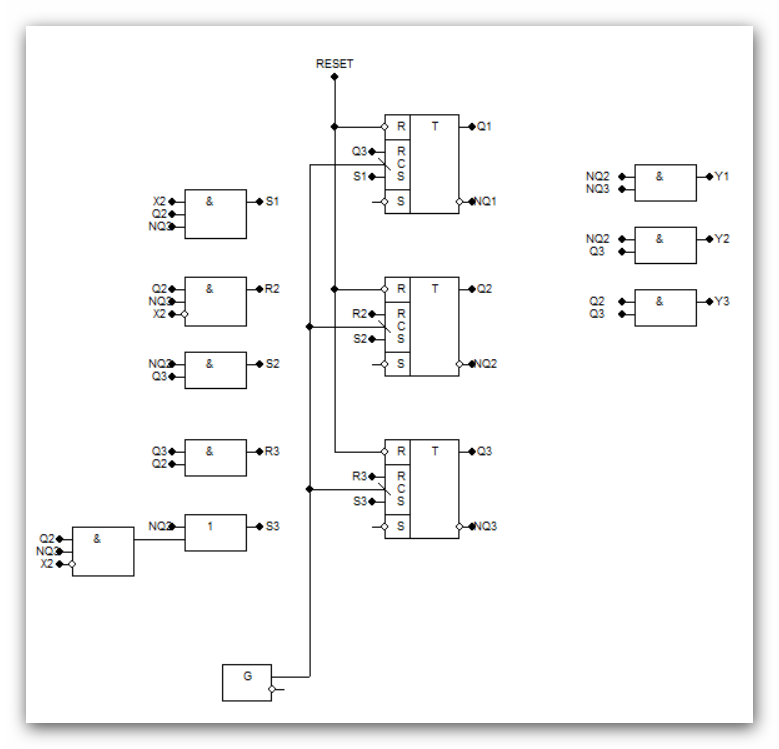 RESET
R T Q1
Q3 R
C
S1 S
S NQ1
X2 & S1
Q2
NQ3
NQ2 & Y1
NQ3
NQ2 & Y2
Q3
Q2 & R2
NQ3
X2
R T Q2
R2 R
C
S2 S
S NQ2
Q2 & Y3
Q3
NQ2 & S2
Q3
Q3 & R3
Q2
R T Q3
R3 R
C
S3 S
S NQ3
NQ2 1 S3
Q2 &
NQ3
X2
G